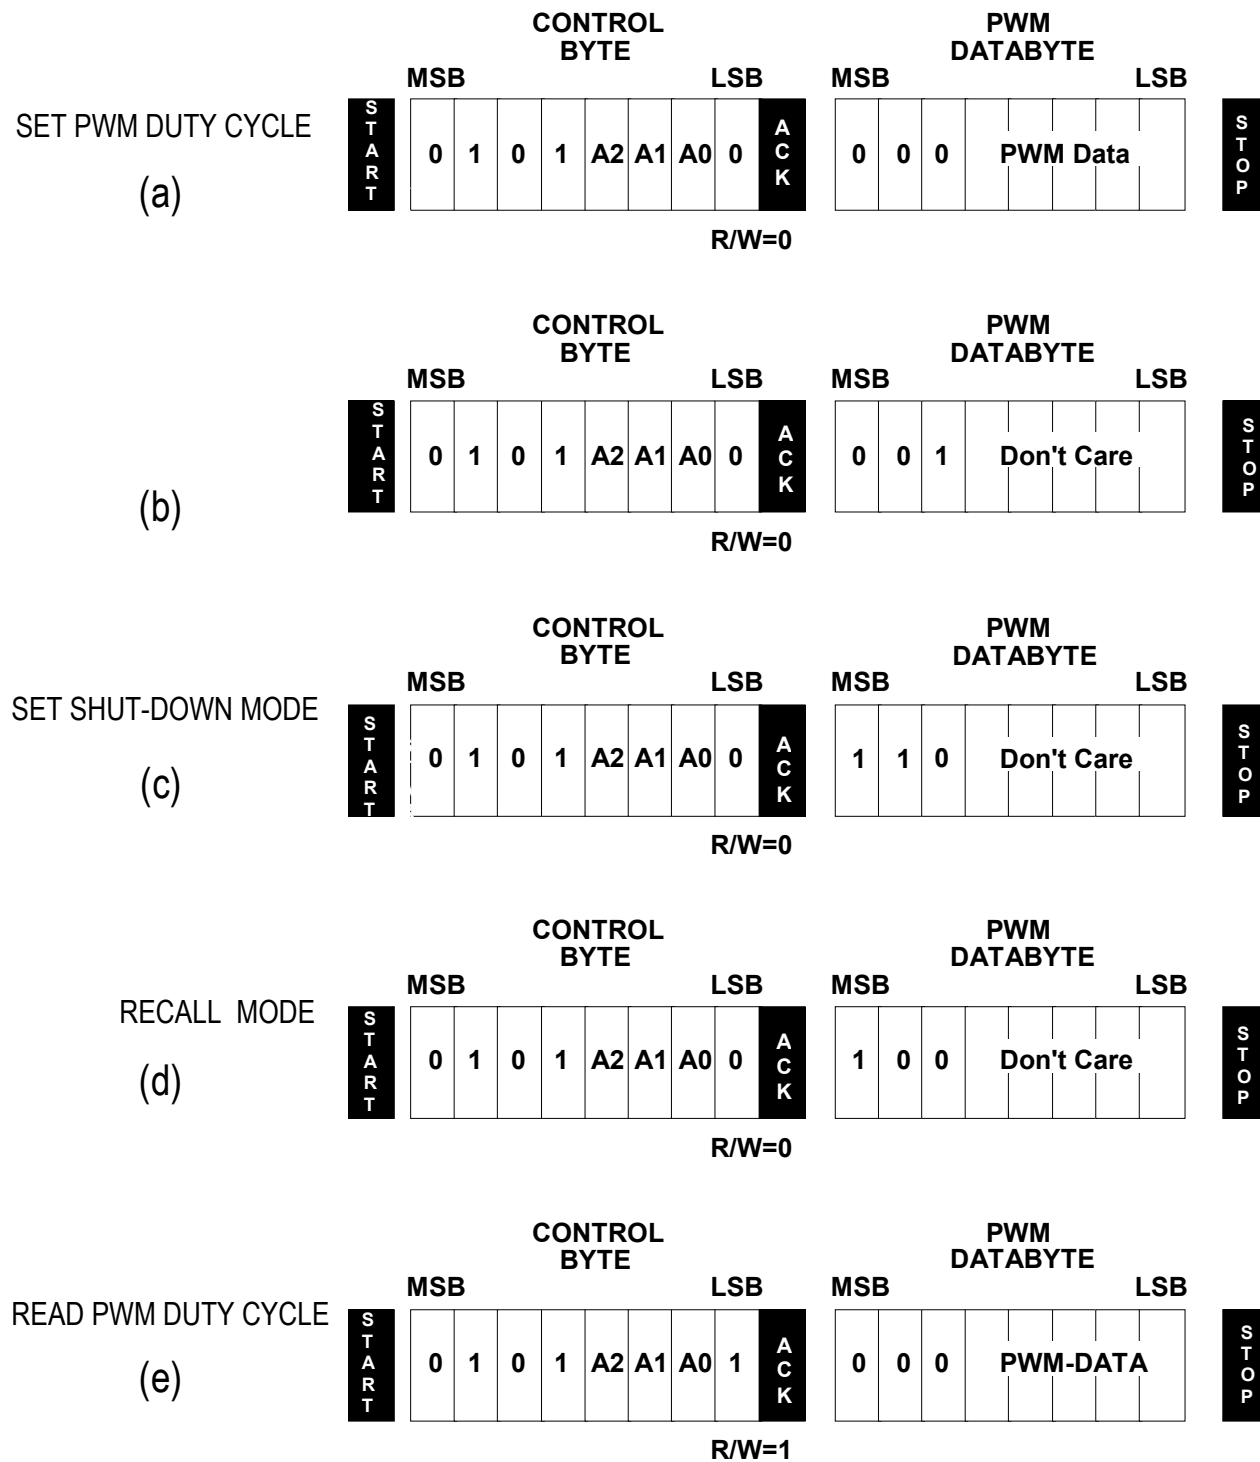 CONTROL BYTE PWM DATABYTE
MSB LSB MSB LSB
SET PWM DUTY CYCLE
(a)
START 0 1 0 1 A2 A1 A0 0 ACK 0 0 0 PWM Data STOP
R/W=0
CONTROL BYTE PWM DATABYTE
MSB LSB MSB LSB
(b)
START 0 1 0 1 A2 A1 A0 0 ACK 0 0 1 Don't Care STOP
R/W=0
CONTROL BYTE PWM DATABYTE
MSB LSB MSB LSB
SET SHUT-DOWN MODE
(c)
START 0 1 0 1 A2 A1 A0 0 ACK 1 1 0 Don't Care STOP
R/W=0
CONTROL BYTE PWM DATABYTE
MSB LSB MSB LSB
RECALL MODE
(d)
START 0 1 0 1 A2 A1 A0 0 ACK 1 0 0 Don't Care STOP
R/W=0
CONTROL BYTE PWM DATABYTE
MSB LSB MSB LSB
READ PWM DUTY CYCLE
(e)
START 0 1 0 1 A2 A1 A0 1 ACK 0 0 0 PWM-DATA STOP
R/W=1